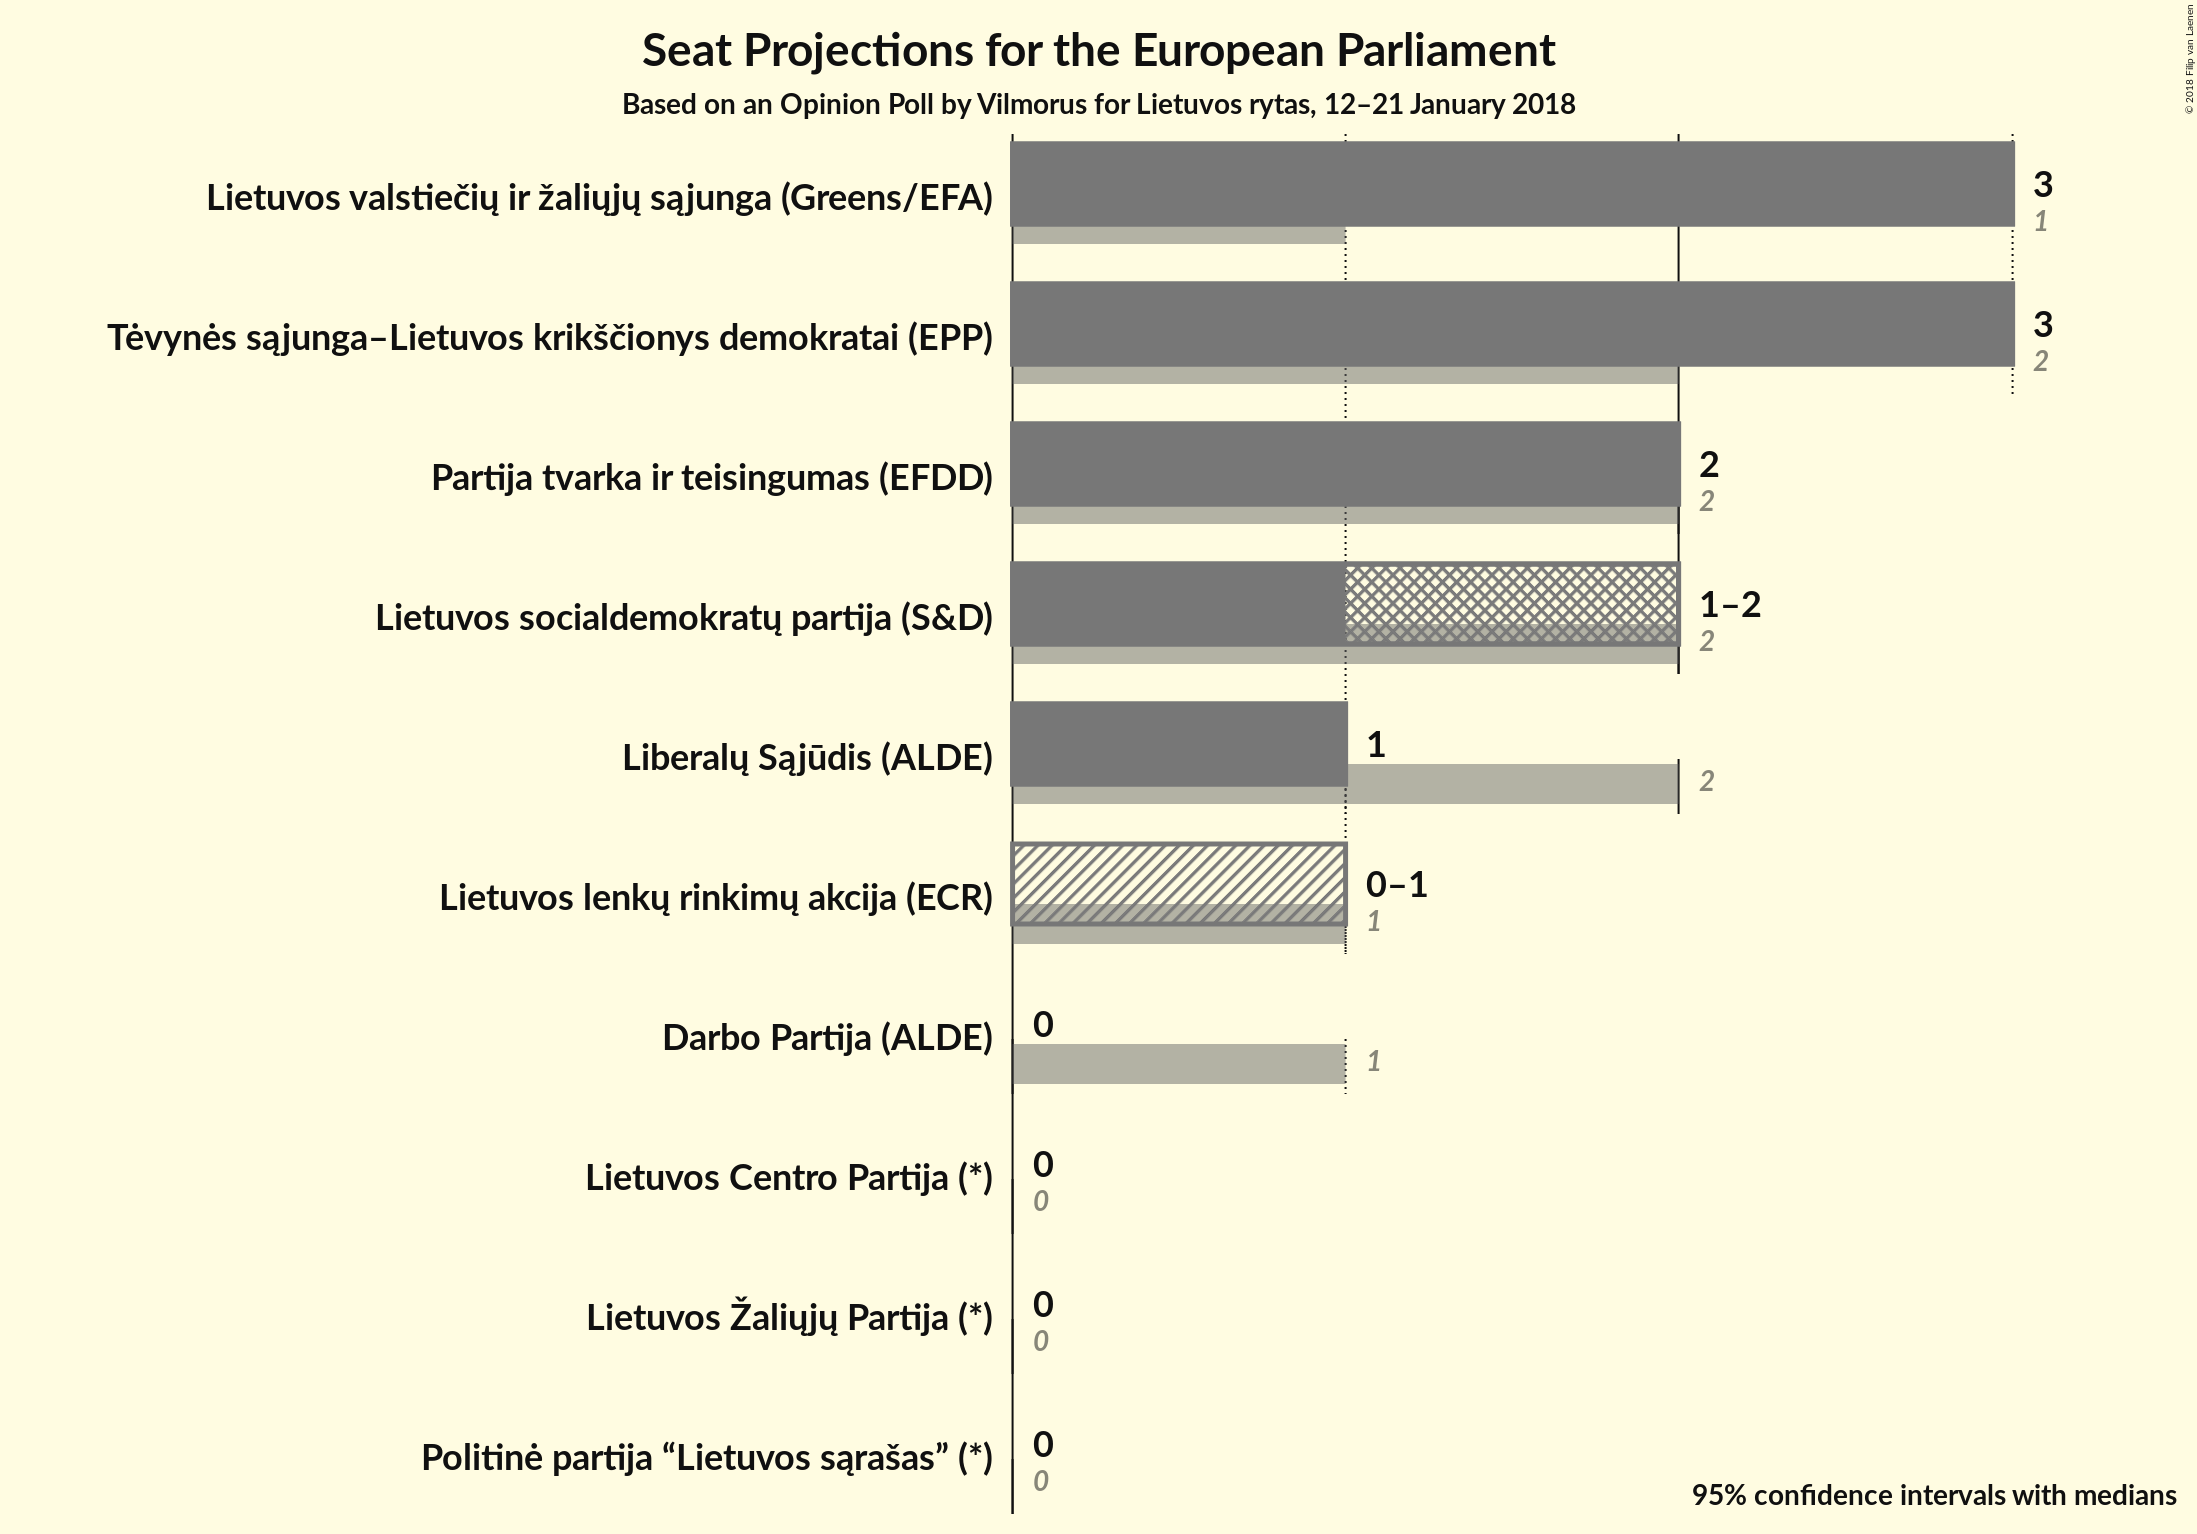 Seat Projections for the European Parliament
Based on an Opinion Poll by Vilmorus for Lietuvos rytas, 12–21 January 2018
© 2018 Filip van Laenen
Lietuvos valstiečių ir žaliųjų sąjunga (Greens/EFA)
3
1
Tėvynės sąjunga–Lietuvos krikščionys demokratai (EPP)
3
2
Partija tvarka ir teisingumas (EFDD)
2
2
Lietuvos socialdemokratų partija (S&D)
1–2
2
Liberalų Sąjūdis (ALDE)
1
2
Lietuvos lenkų rinkimų akcija (ECR)
0–1
1
Darbo Partija (ALDE)
0
1
Lietuvos Centro Partija (*)
0
0
Lietuvos Žaliųjų Partija (*)
0
0
Politinė partija “Lietuvos sąrašas” (*)
0
0
95% confidence intervals with medians